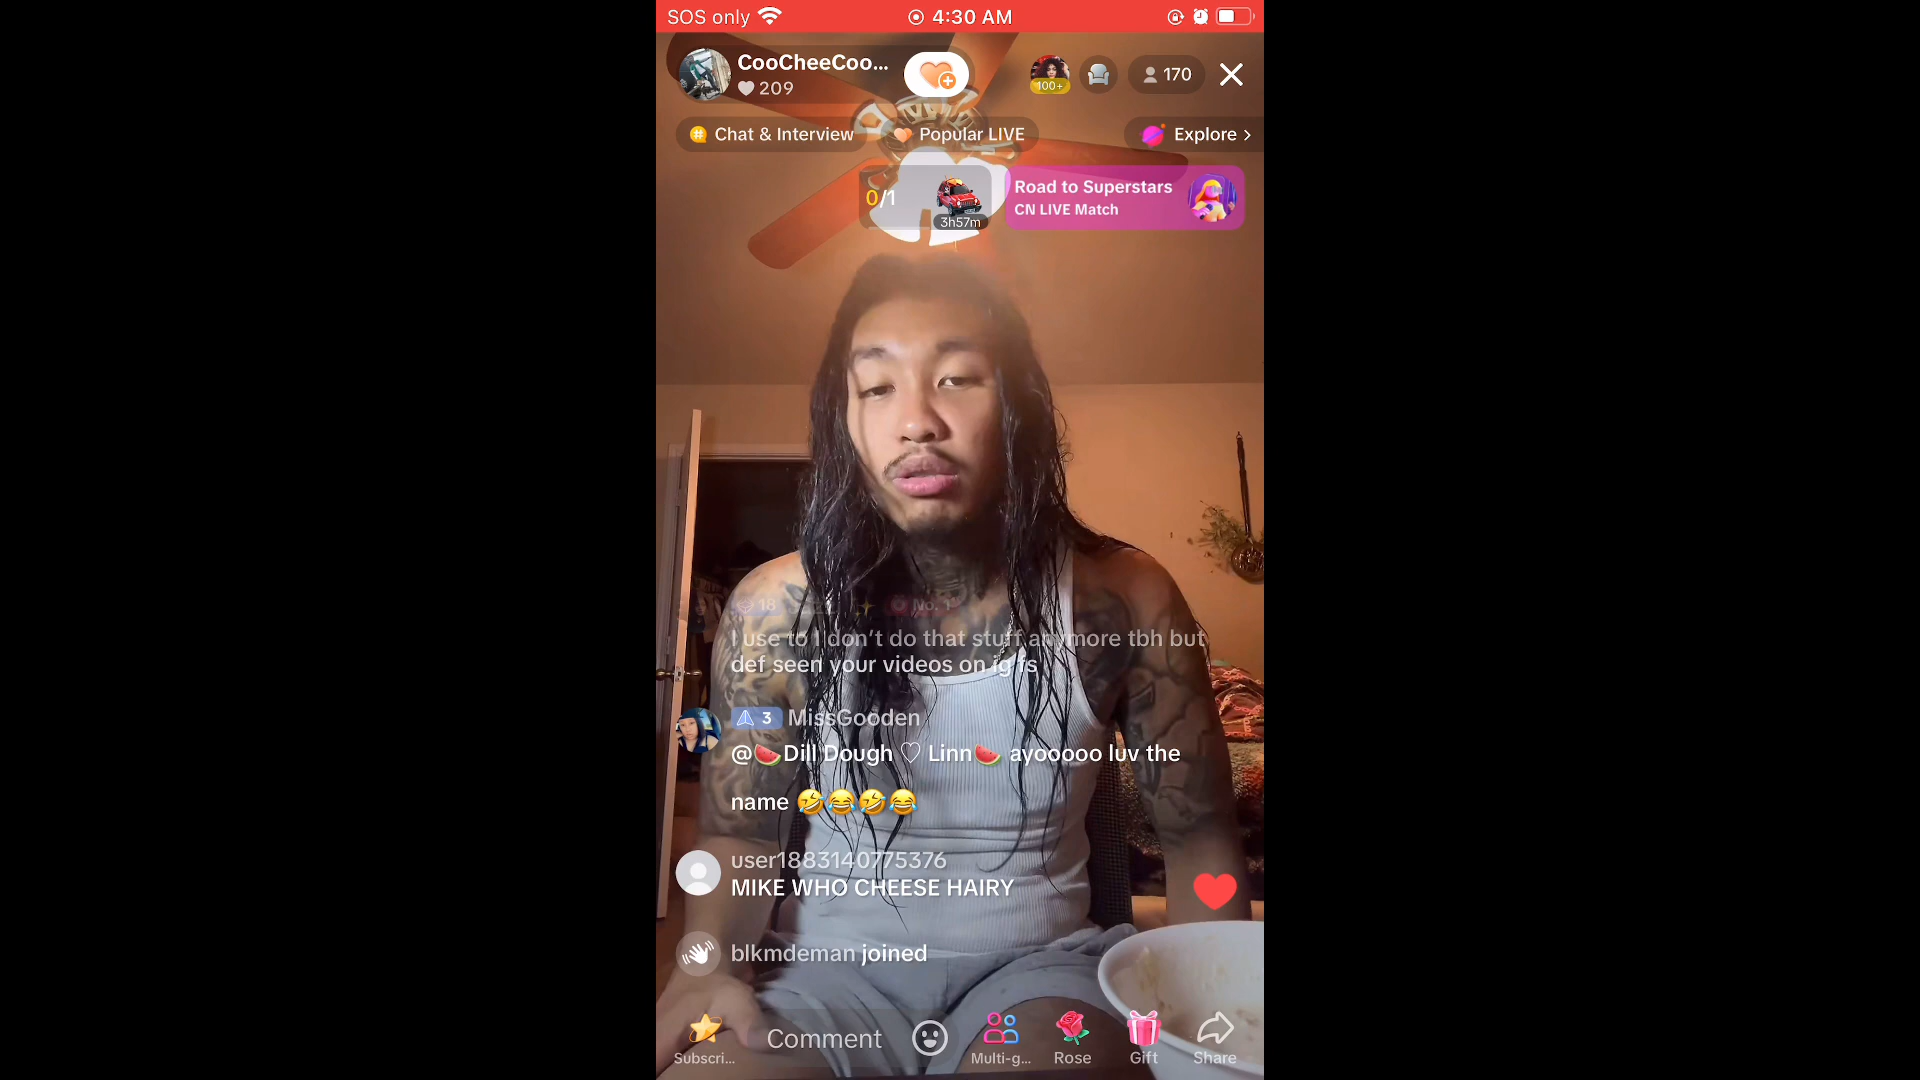 SOS only 4:30 AM
CooCheeCoo...
209
100+
170
Chat & Interview
Popular LIVE
Explore >
0/1
3h57m
Road to Superstars
CN LIVE Match
18
No. 1
I use to I don't do that stuff anymore tbh but
def seen your videos on ig fs
3 MissGooden
@🍉Dill Dough ♡ Linn🍉 ayooooo luv the
name 🤣😂🤣😂
user1883140775376
MIKE WHO CHEESE HAIRY
blkmdeman joined
Subscri...
Comment
Multi-g...
Rose
Gift
Share